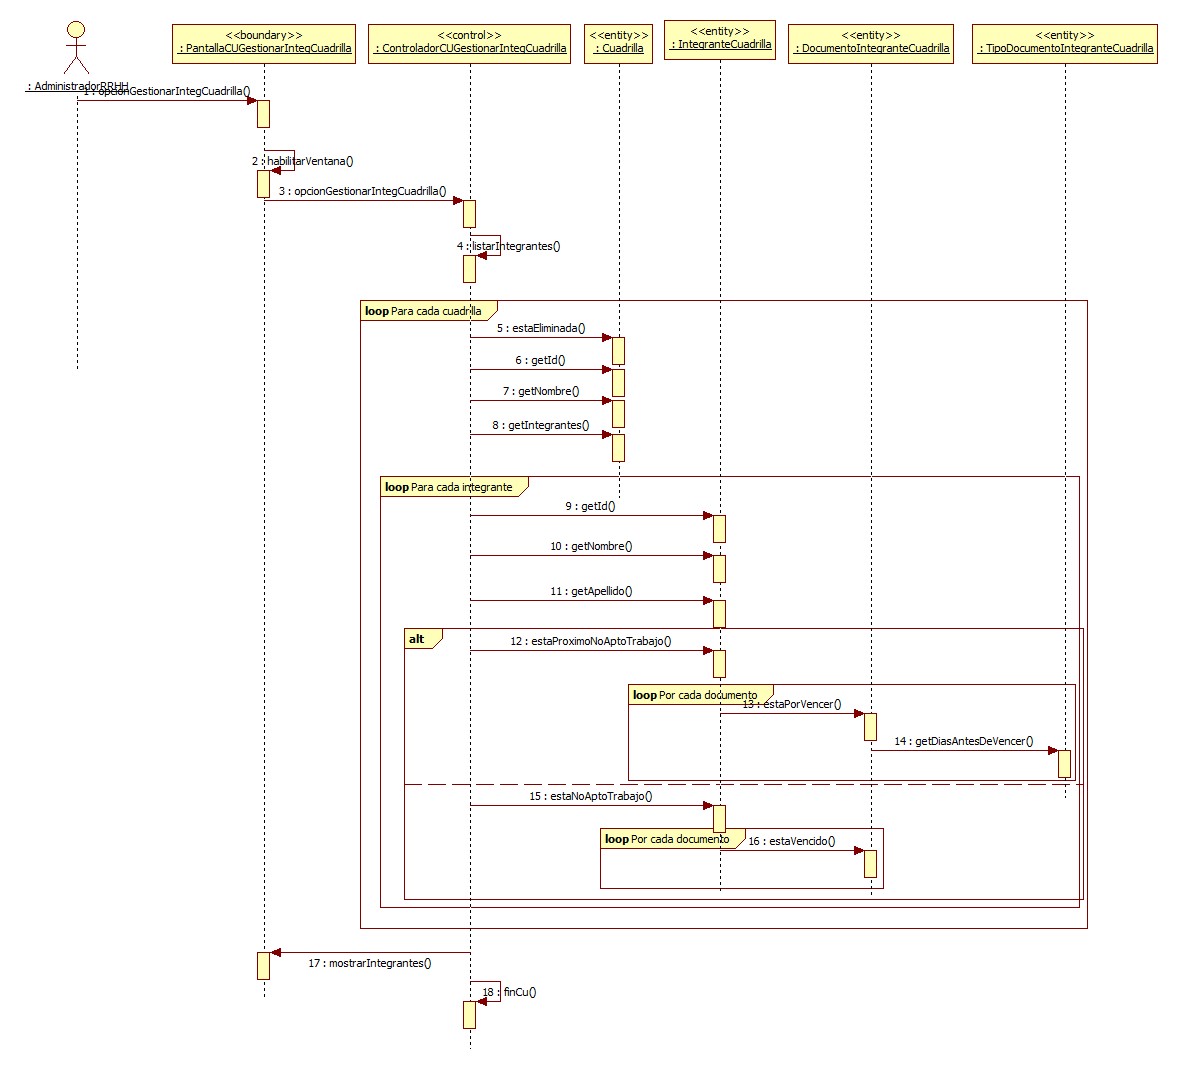 <<boundary>>
: PantallaCUGestionarIntegCuadrilla
<<control>>
: ControladorCUGestionarIntegCuadrilla
<<entity>>
: Cuadrilla
<<entity>>
: IntegranteCuadrilla
<<entity>>
: DocumentoIntegranteCuadrilla
<<entity>>
: TipoDocumentoIntegranteCuadrilla
: AdministradorRRHH
1 : opcionGestionarIntegCuadrilla()
2 : habilitarVentana()
3 : opcionGestionarIntegCuadrilla()
4 : listarIntegrantes()
loop Para cada cuadrilla
5 : estaEliminada()
6 : getId()
7 : getNombre()
8 : getIntegrantes()
loop Para cada integrante
9 : getId()
10 : getNombre()
11 : getApellido()
alt
12 : estaProximoNoAptoTrabajo()
loop Por cada documento
13 : estaPorVencer()
14 : getDiasAntesDeVencer()
15 : estaNoAptoTrabajo()
loop Por cada documento
16 : estaVencido()
17 : mostrarIntegrantes()
18 : finCu()